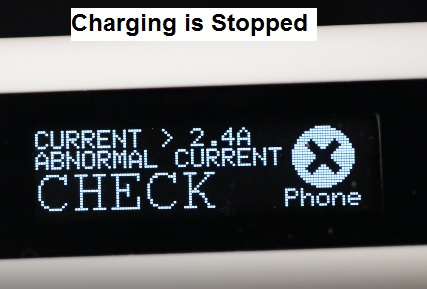 Charging is Stopped
CURRENT > 2.4A
ABNORMAL CURRENT
CHECK
Phone